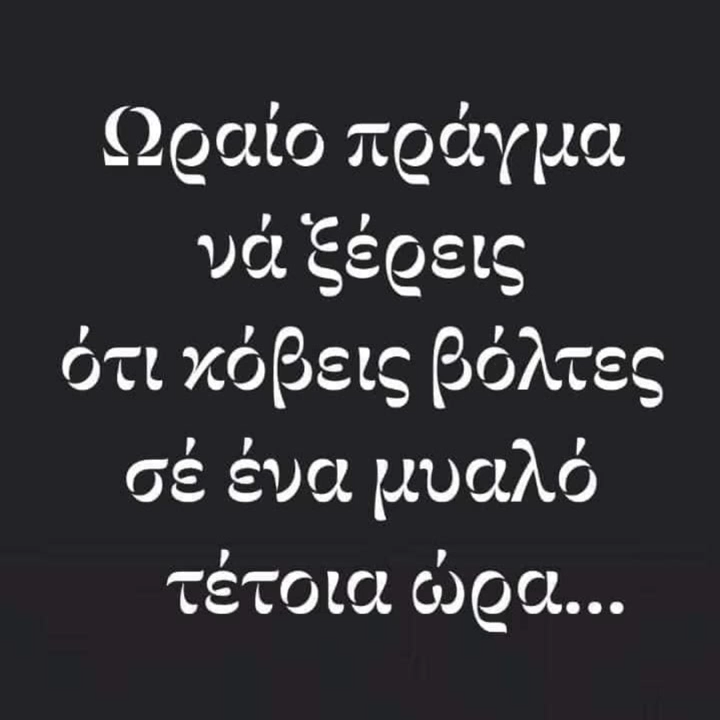 Ωραίο πράγμα
νά ξέρεις
ότι κόβεις βόλτες
σέ ένα μυαλό
τέτοια ώρα...